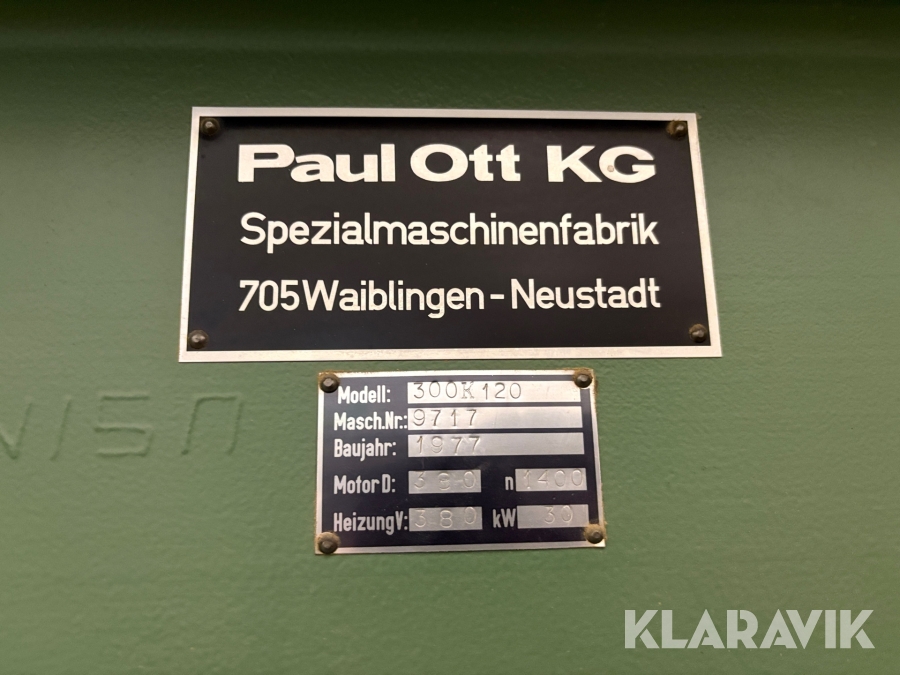 Paul Ott KG
Spezialmaschinenfabrik
705 Waiblingen - Neustadt
Modell: 300K120
Masch.Nr.: 9717
Baujahr: 1977
Motor D: 380 n 1400
Heizung V: 380 kW 30
KLARAVIK